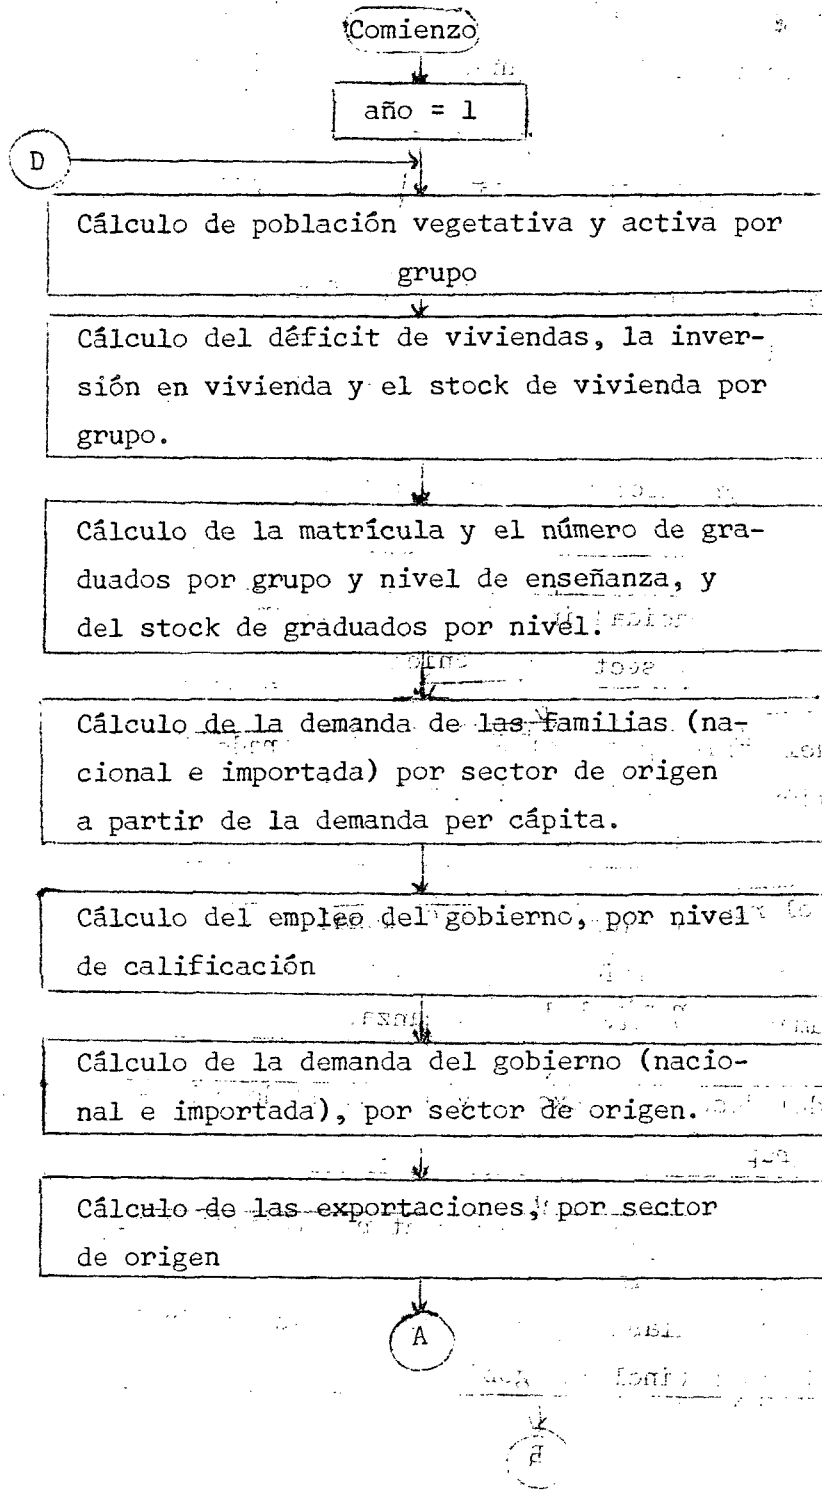 Comienzo
año = 1
D
Cálculo de población vegetativa y activa por
grupo
Cálculo del déficit de viviendas, la inver-
sión en vivienda y el stock de vivienda por
grupo.
Cálculo de la matrícula y el número de gra-
duados por grupo y nivel de enseñanza, y
del stock de graduados por nivel.
Cálculo de la demanda de las familias (na-
cional e importada) por sector de origen
a partir de la demanda per cápita.
Cálculo del empleo del gobierno, por nivel
de calificación
Cálculo de la demanda del gobierno (nacio-
nal e importada), por sector de origen.
Cálculo de las exportaciones, por sector
de origen
A